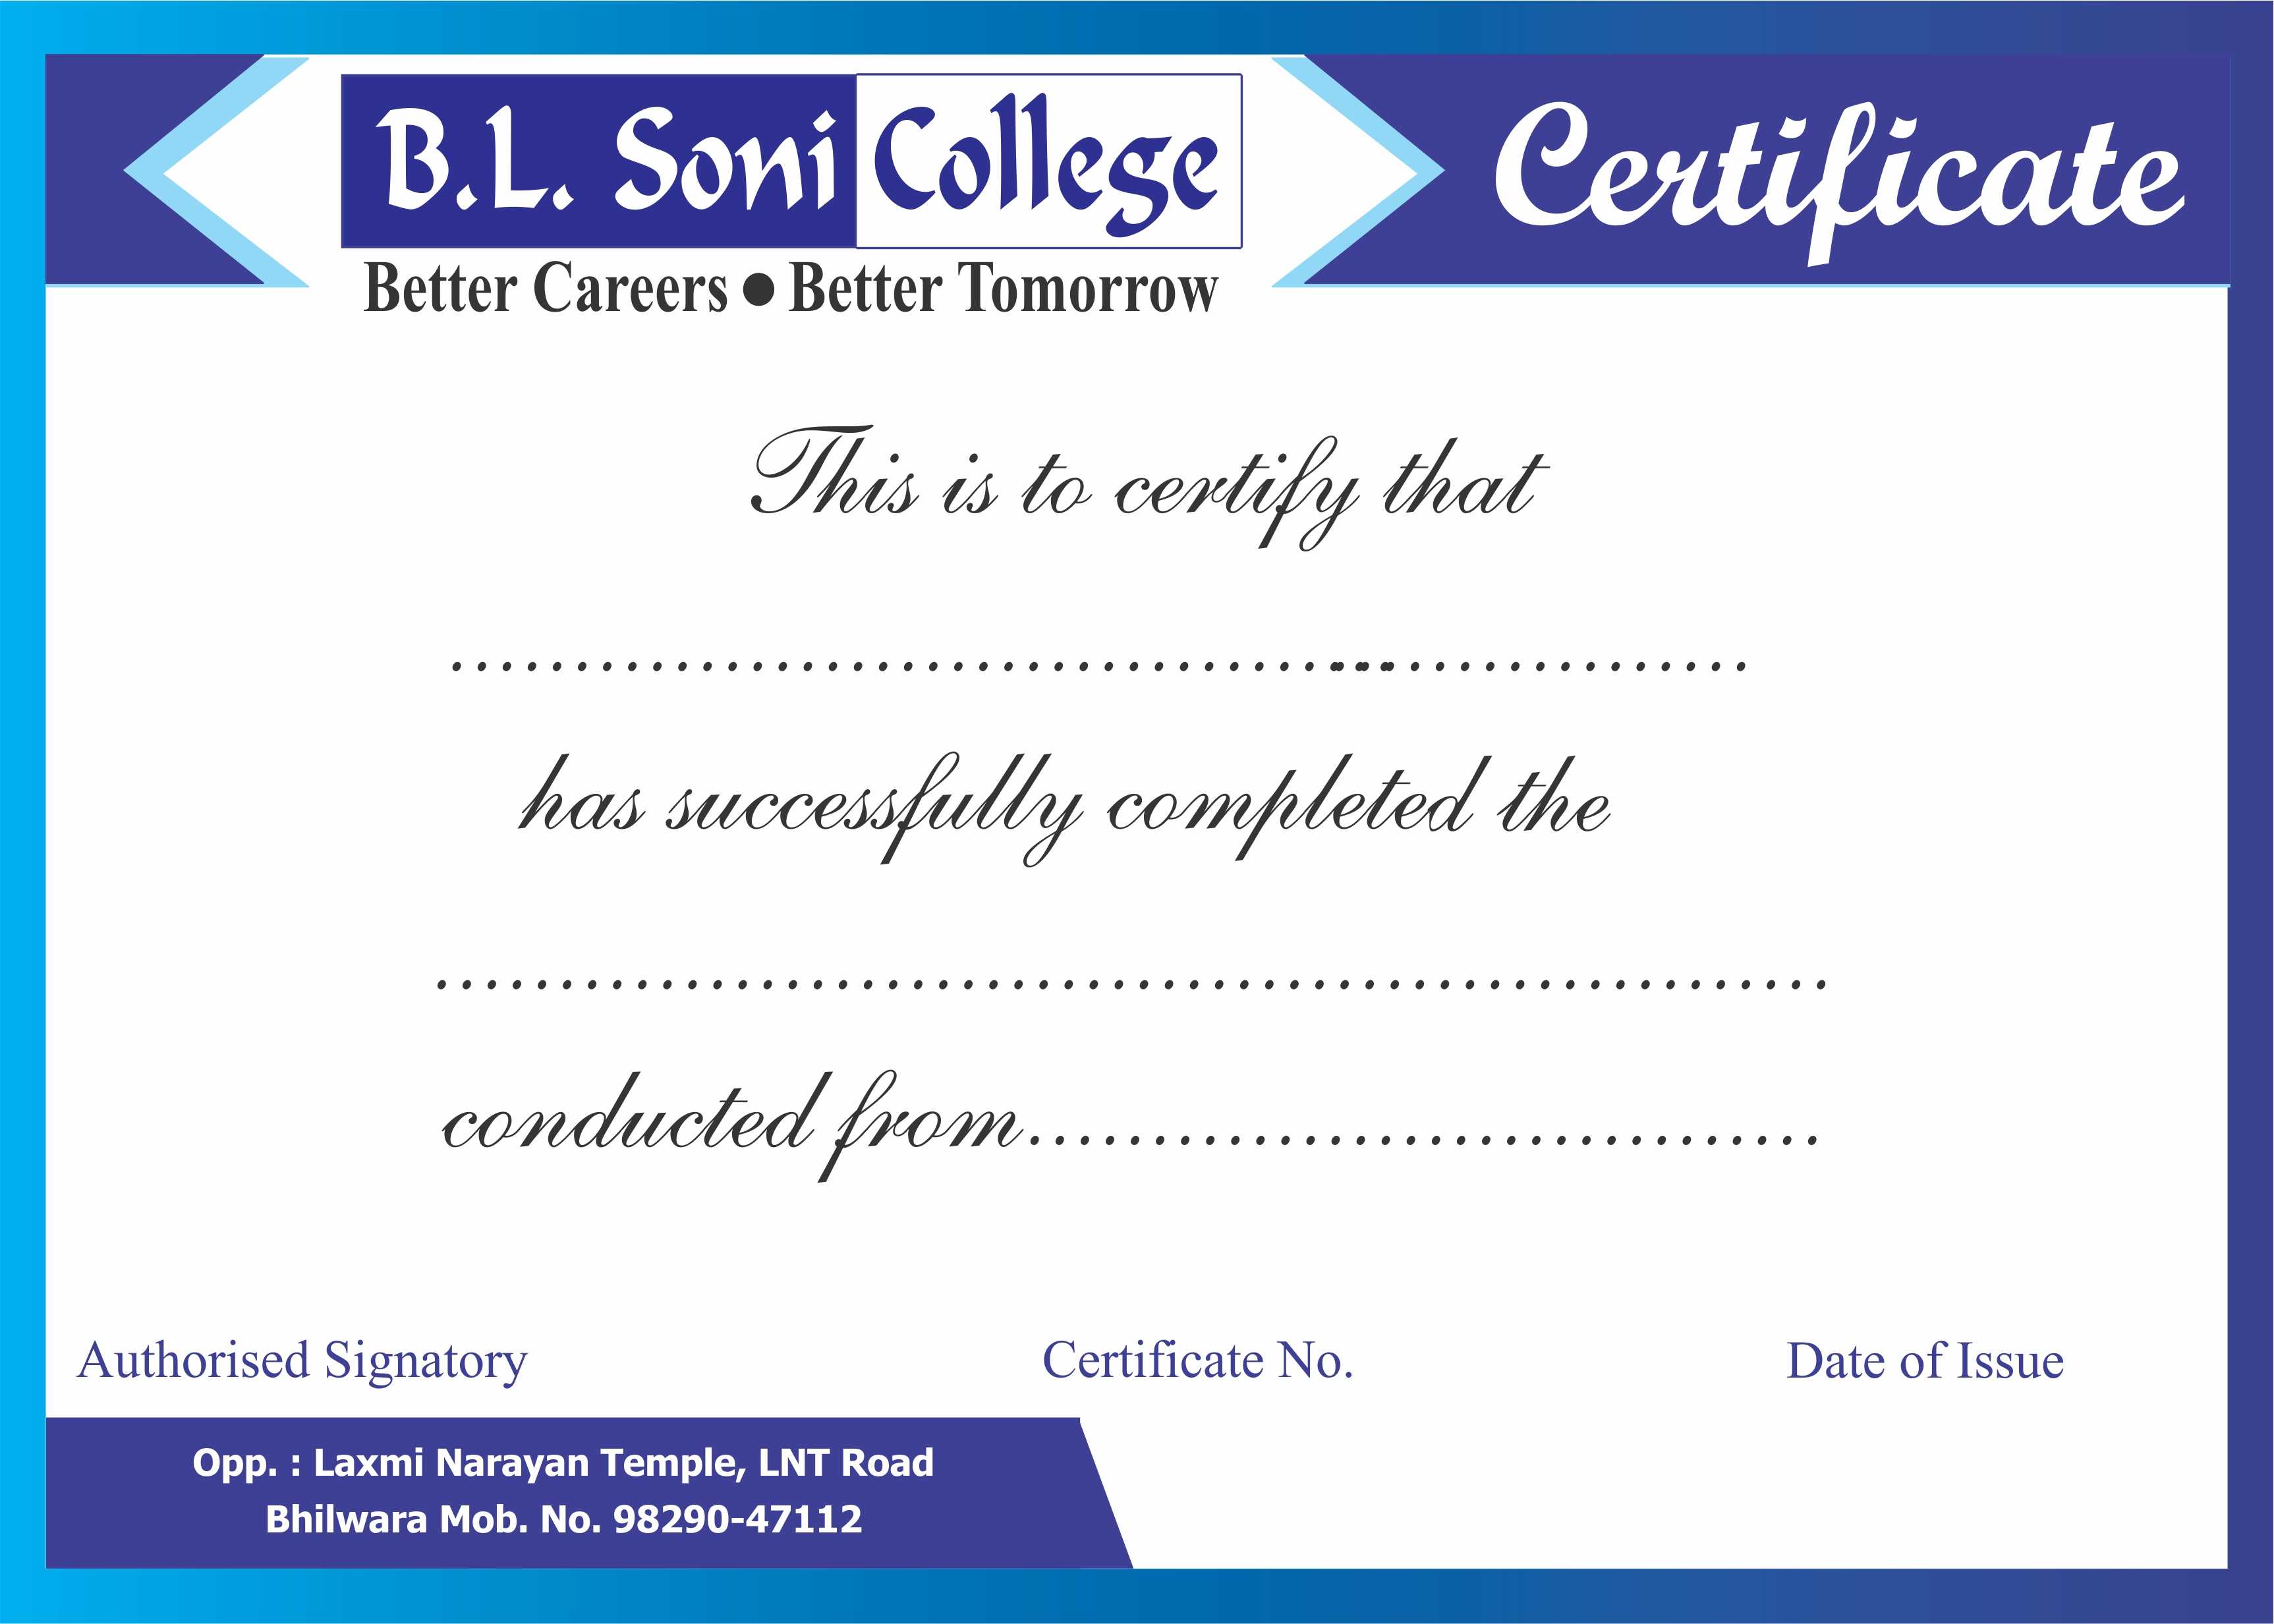 B.L. Soni College
Certificate
Better Careers ● Better Tomorrow
This is to certify that
....................................................
has successfully completed the
........................................................
conducted from................................
Authorised Signatory
Certificate No.
Date of Issue
Opp. : Laxmi Narayan Temple, LNT Road
Bhilwara Mob. No. 98290-47112